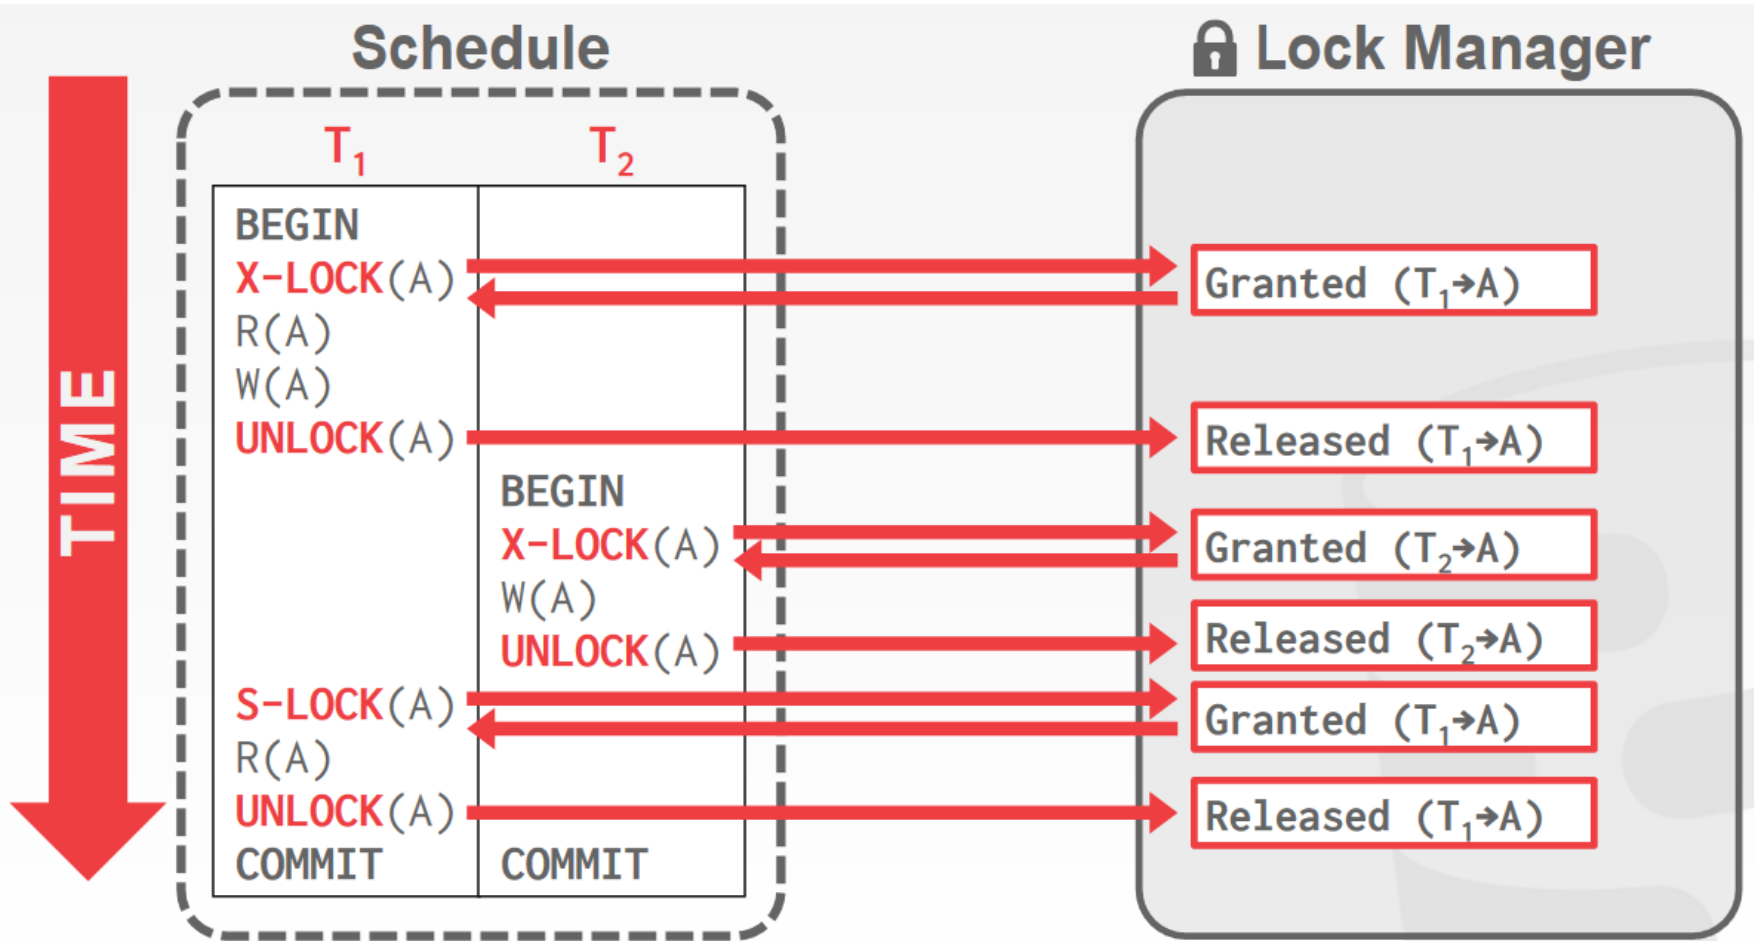 Schedule
Lock Manager
TIME
T₁ T₂
BEGIN
X-LOCK(A)
Granted (T₁→A)
R(A)
W(A)
UNLOCK(A)
Released (T₁→A)
BEGIN
X-LOCK(A)
Granted (T₂→A)
W(A)
UNLOCK(A)
Released (T₂→A)
S-LOCK(A)
Granted (T₁→A)
R(A)
UNLOCK(A)
Released (T₁→A)
COMMIT COMMIT